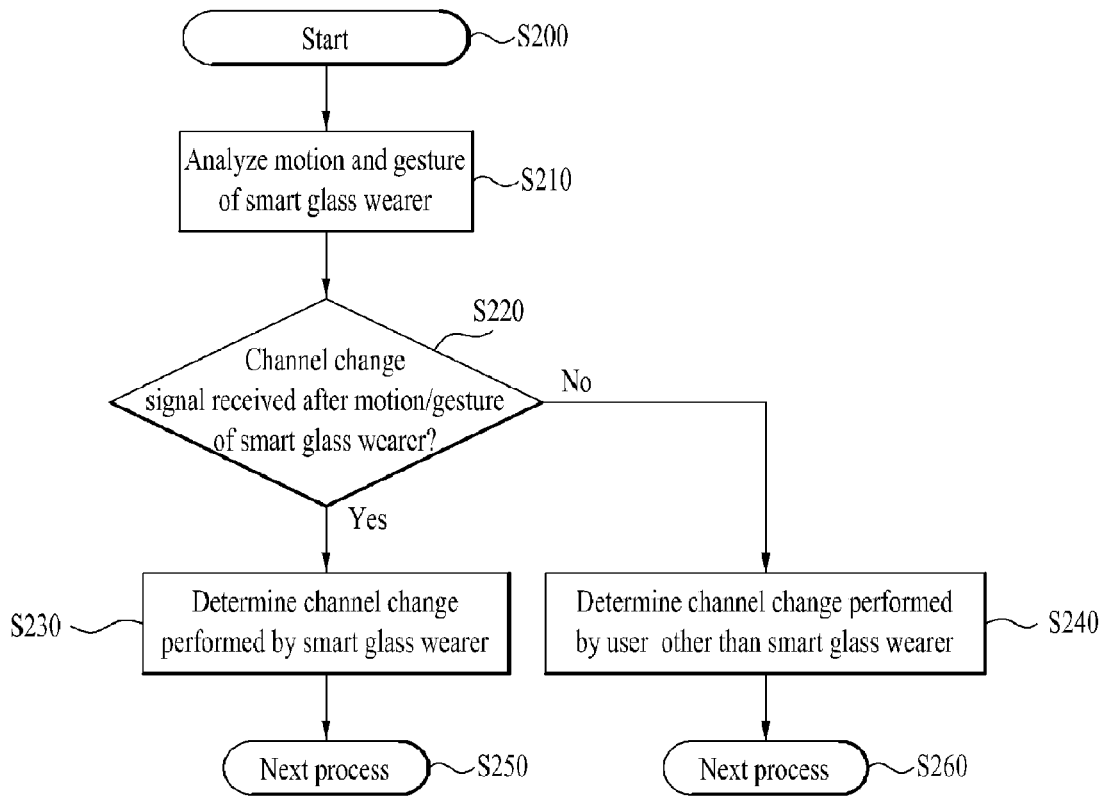 Start
S200
Analyze motion and gesture
of smart glass wearer
S210
S220
Channel change
signal received after motion/gesture
of smart glass wearer?
No
Yes
S230
Determine channel change
performed by smart glass wearer
Determine channel change performed
by user other than smart glass wearer
S240
Next process
S250
Next process
S260